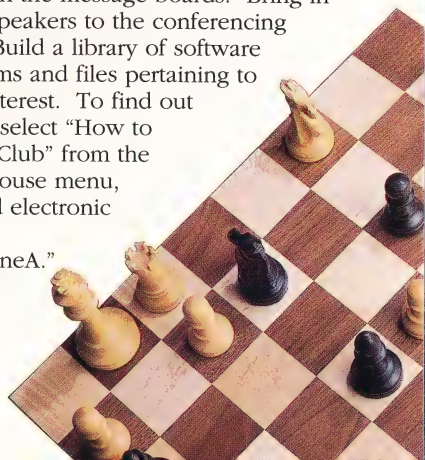 the message boards. Bring in
speakers to the conferencing
Build a library of software
ms and files pertaining to
terest. To find out
select "How to
Club" from the
ouse menu,
electronic
neA."